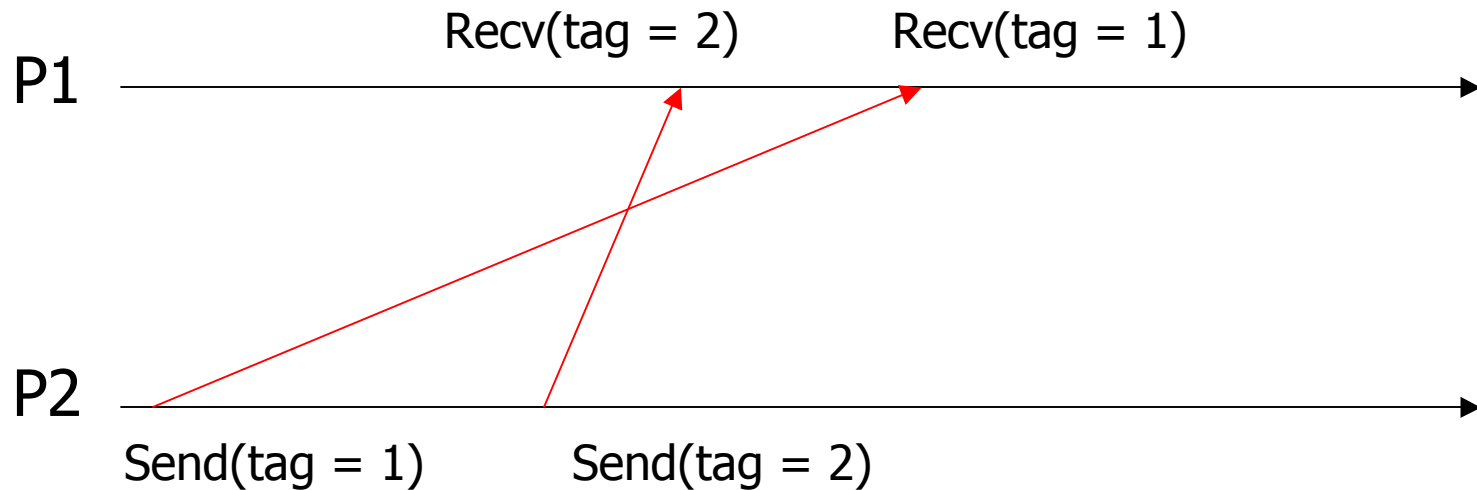 Recv(tag = 2) Recv(tag = 1)
P1
P2
Send(tag = 1) Send(tag = 2)